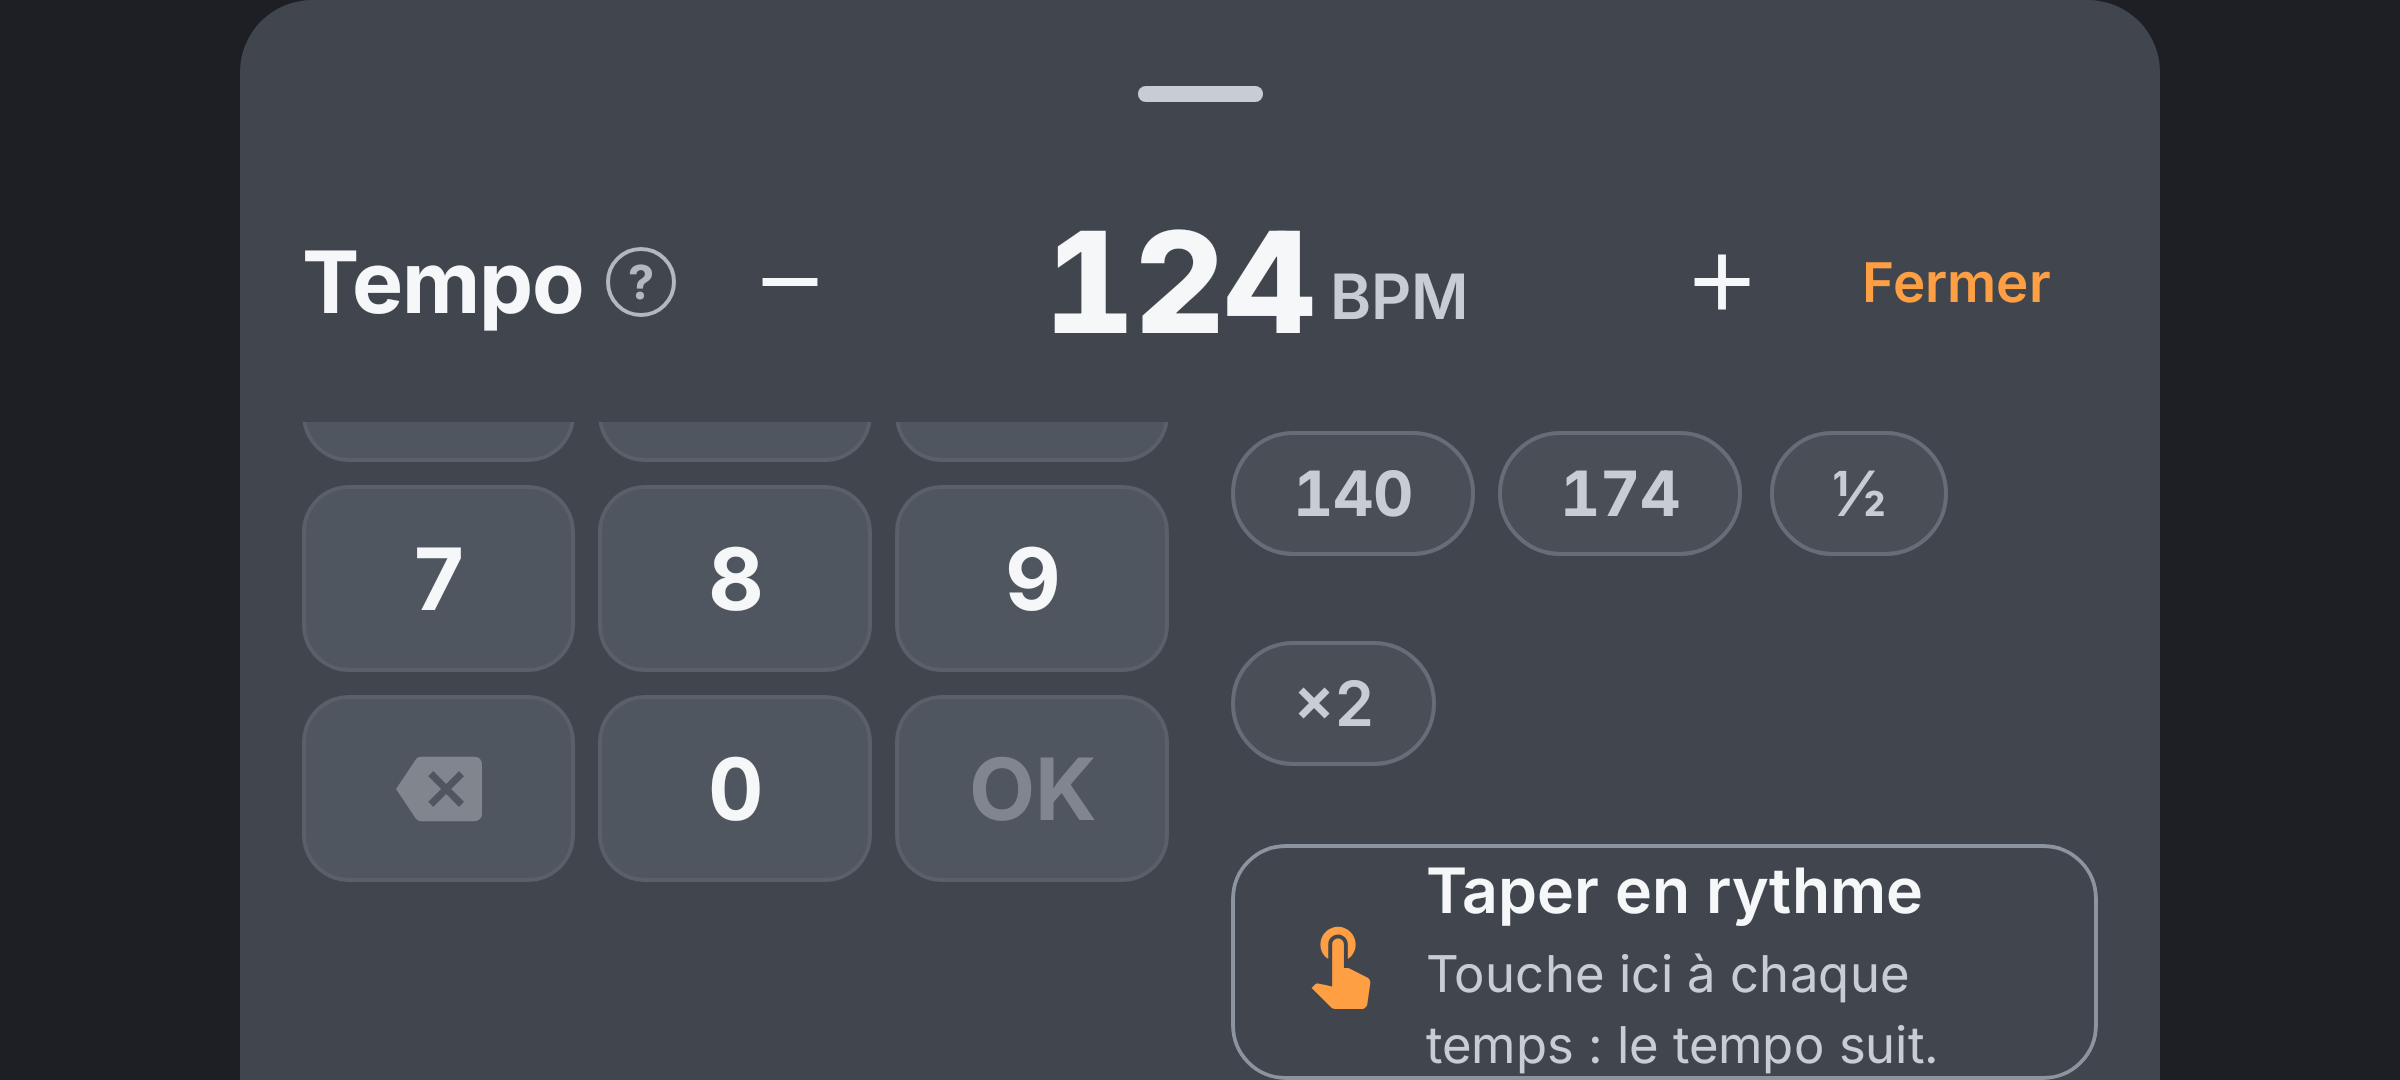 Tempo ? − 124 BPM + Fermer
140 174 ½
7 8 9
×2
0 OK
Taper en rythme
Touche ici à chaque
temps : le tempo suit.